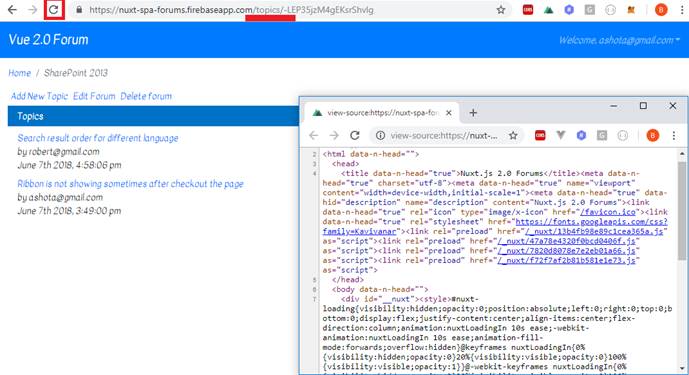 https://nuxt-spa-forums.firebaseapp.com/topics/-LEP35jzM4gEKsrShvlg
Vue 2.0 Forum
Welcome, ashota@gmail.com
Home / SharePoint 2013
Add New Topic Edit Forum Delete forum
Topics
Search result order for different language
by robert@gmail.com
June 7th 2018, 4:58:06 pm
Ribbon is not showing sometimes after checkout the page
by ashota@gmail.com
June 7th 2018, 3:49:00 pm
view-source:https://nuxt-spa-foru
view-source:https://nuxt-...
2 <html data-n-head="">
3 <head>
4 <title data-n-head="true">Nuxt.js 2.0 Forums</title><meta data-
n-head="true" charset="utf-8"><meta data-n-head="true" name="viewport"
content="width=device-width,initial-scale=1"><meta data-n-head="true" data-
hid="description" name="description" content="Nuxt.js 2.0 Forums"><link
data-n-head="true" rel="icon" type="image/x-icon" href="/favicon.ico"><link
data-n-head="true" rel="stylesheet" href="https://fonts.googleapis.com/css?
family=Kavivanar"><link rel="preload" href="/_nuxt/13b4fb98e89c1cea365a.js"
as="script"><link rel="preload" href="/_nuxt/47a78e4320f0bcd0406f.js"
as="script"><link rel="preload" href="/_nuxt/7820d8078e7e2eb01a66.js"
as="script"><link rel="preload" href="/_nuxt/f72f7af2b81b581e1e73.js"
as="script">
5 </head>
6 <body data-n-head="">
7 <div id="__nuxt"><style>#nuxt-
loading{visibility:hidden;opacity:0;position:absolute;left:0;right:0;top:0;b
ottom:0;display:flex;justify-content:center;align-items:center;flex-
direction:column;animation:nuxtLoadingIn 10s ease;-webkit-
animation:nuxtLoadingIn 10s ease;animation-fill-
mode:forwards;overflow:hidden}@keyframes nuxtLoadingIn{0%
{visibility:hidden;opacity:0}20%{visibility:visible;opacity:0}100%
{visibility:visible;opacity:1}}@-webkit-keyframes nuxtLoadingIn{0%